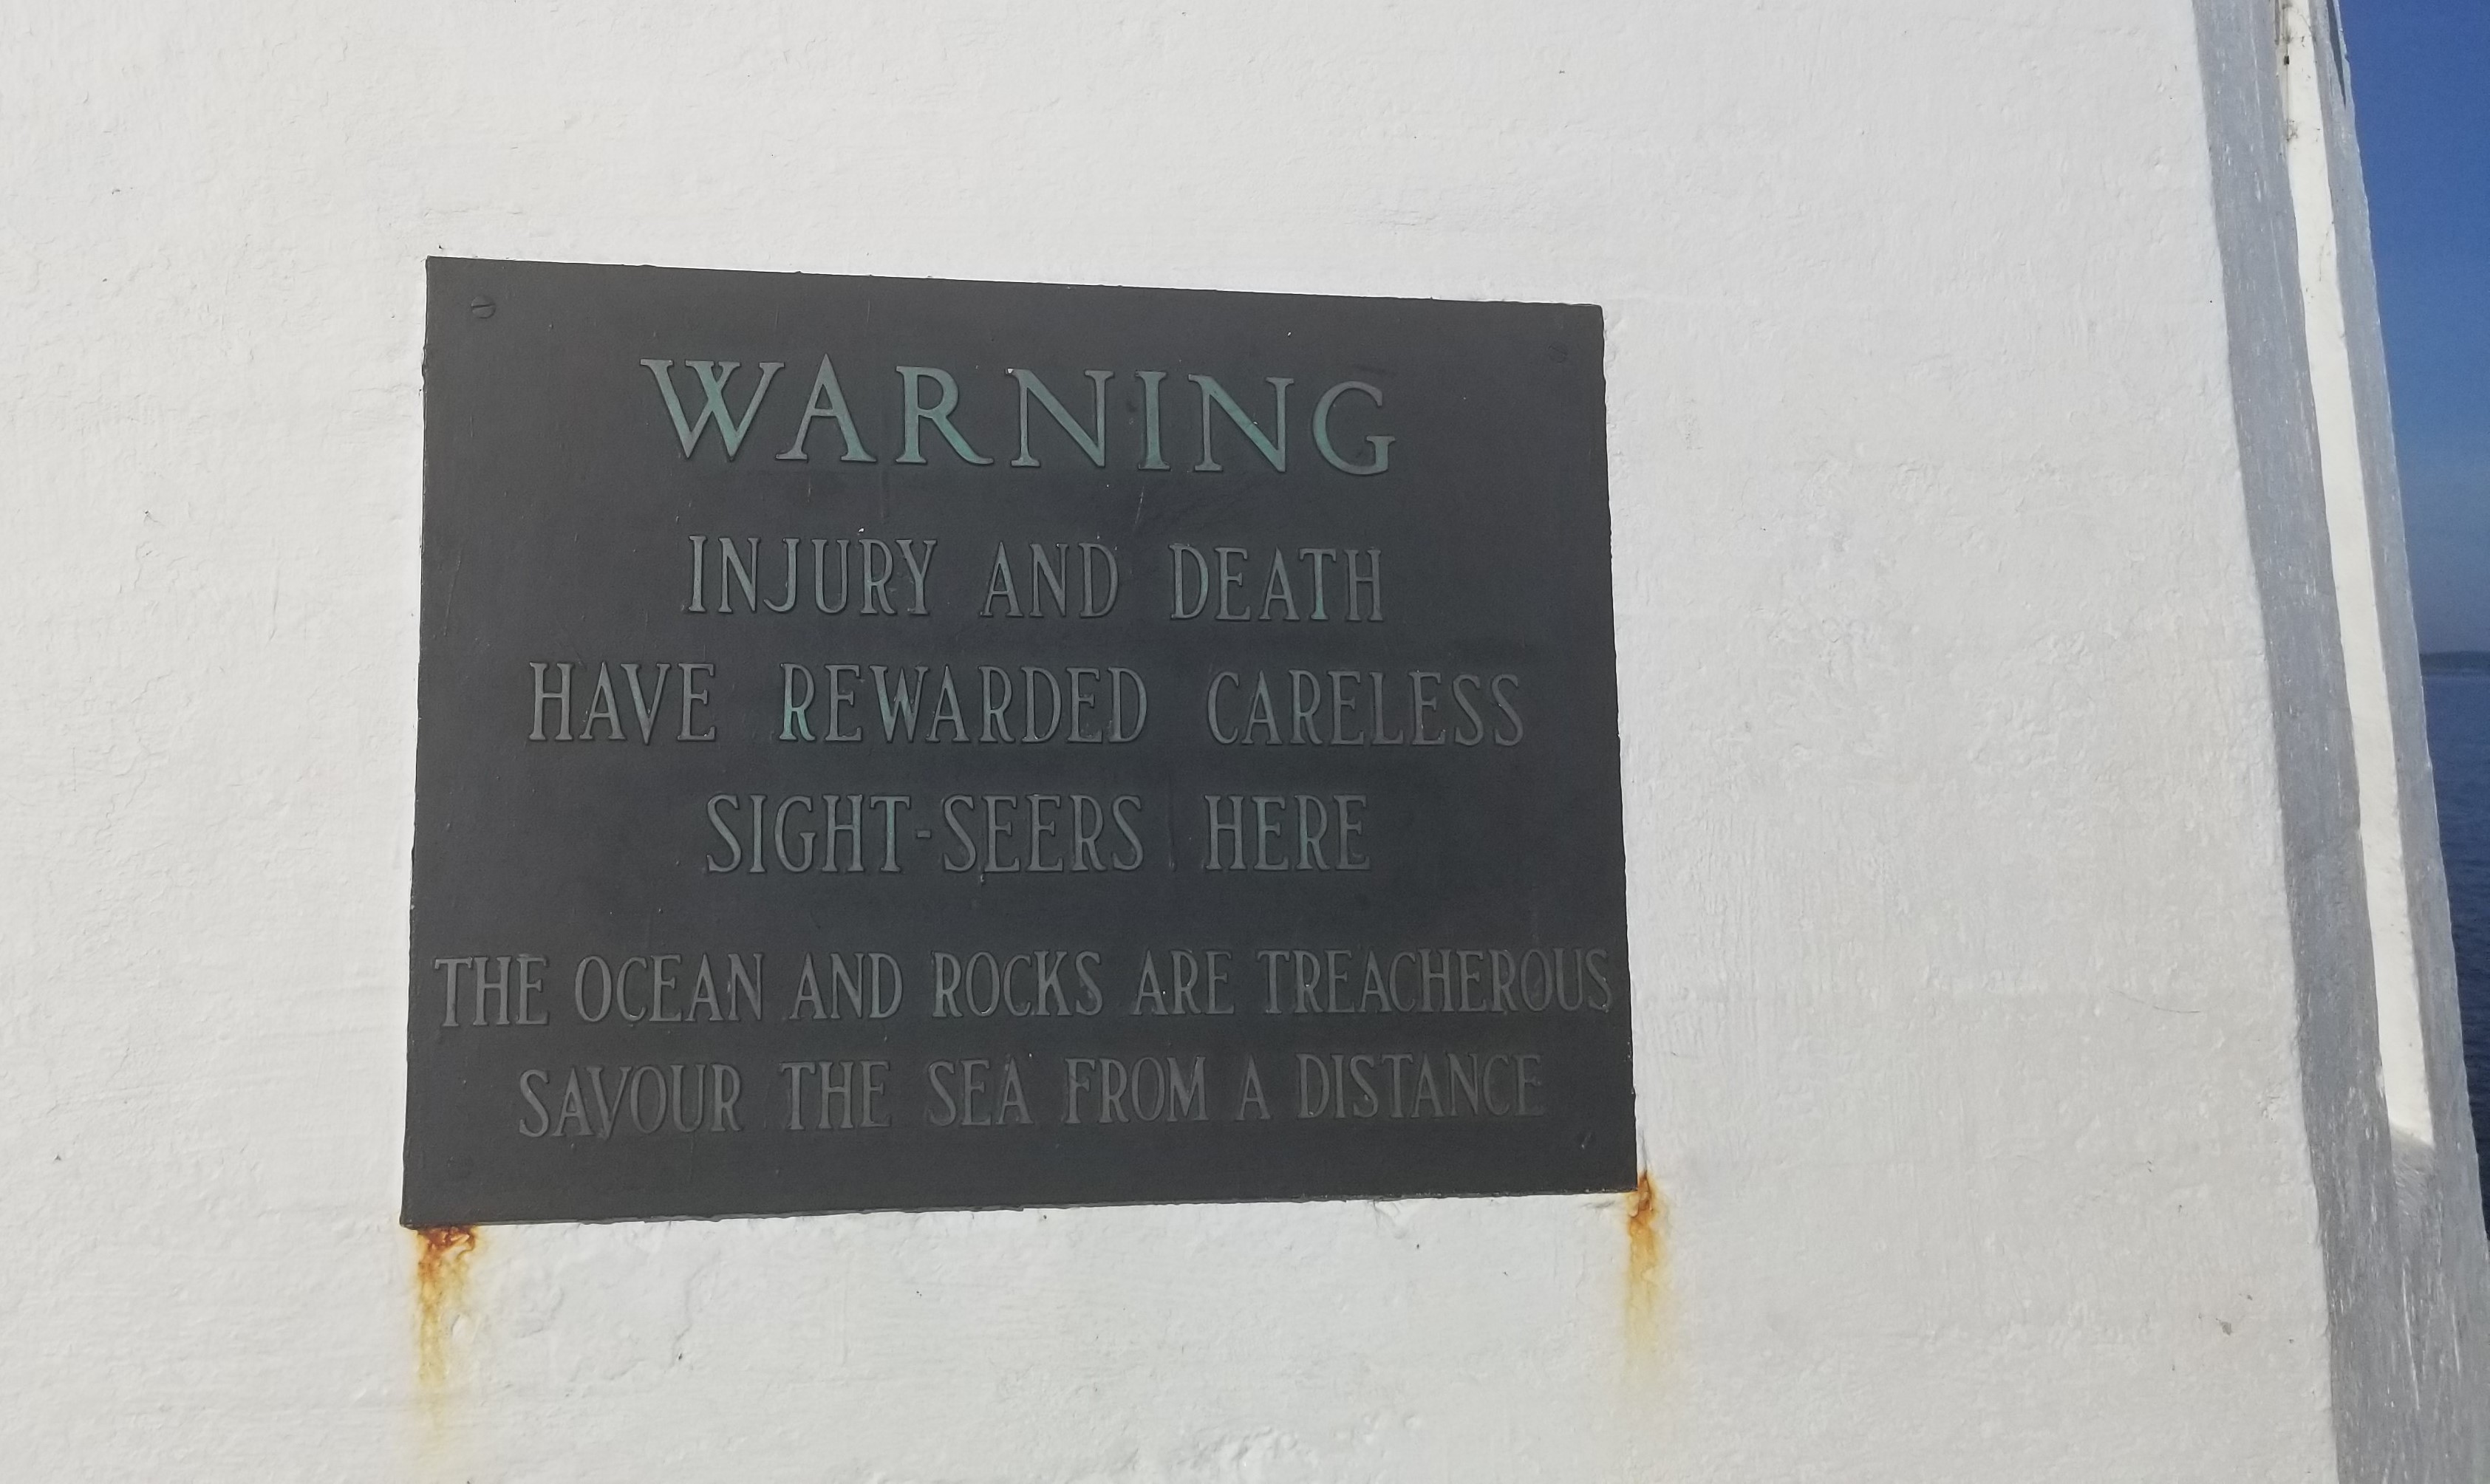 WARNING
INJURY AND DEATH
HAVE REWARDED CARELESS
SIGHT-SEERS HERE
THE OCEAN AND ROCKS ARE TREACHEROUS
SAVOUR THE SEA FROM A DISTANCE